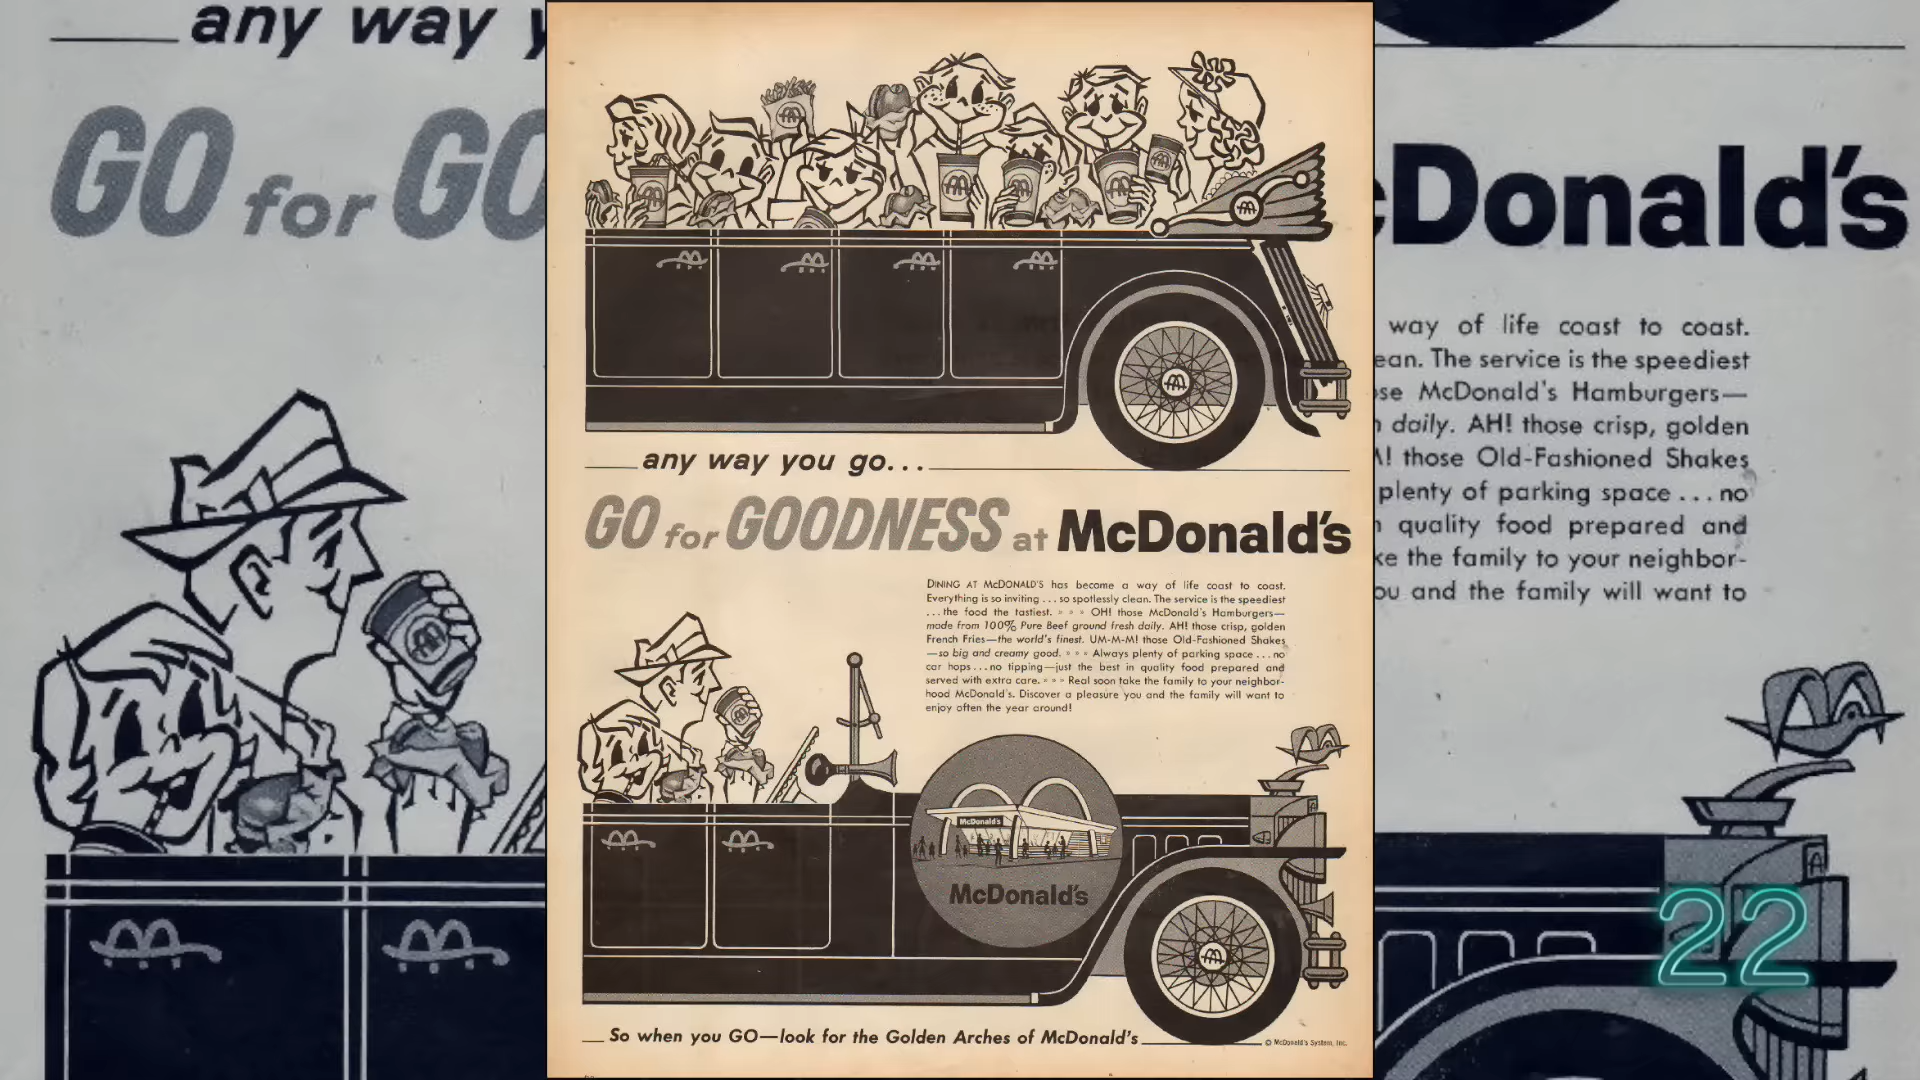 any way y
GO for GO
cDonald's
way of life coast to coast.
ean. The service is the speediest
se McDonald's Hamburgers—
daily. AH! those crisp, golden
! those Old-Fashioned Shakes
plenty of parking space . . . no
quality food prepared and
ke the family to your neighbor-
ou and the family will want to
22
any way you go...
GO for GOODNESS at McDonald's
DINING AT McDONALD'S has become a way of life coast to coast.
Everything is so inviting . . . so spotlessly clean. The service is the speediest
. . . the food the tastiest. » » » OH! those McDonald's Hamburgers—
made from 100% Pure Beef ground fresh daily. AH! those crisp, golden
French Fries—the world's finest. UM-M-M! those Old-Fashioned Shakes
—so big and creamy good. » » » Always plenty of parking space . . . no
car hops . . . no tipping—just the best in quality food prepared and
served with extra care. » » » Real soon take the family to your neighbor-
hood McDonald's. Discover a pleasure you and the family will want to
enjoy often the year around!
McDonald's
McDonald's
So when you GO—look for the Golden Arches of McDonald's
© McDonald's System, Inc.